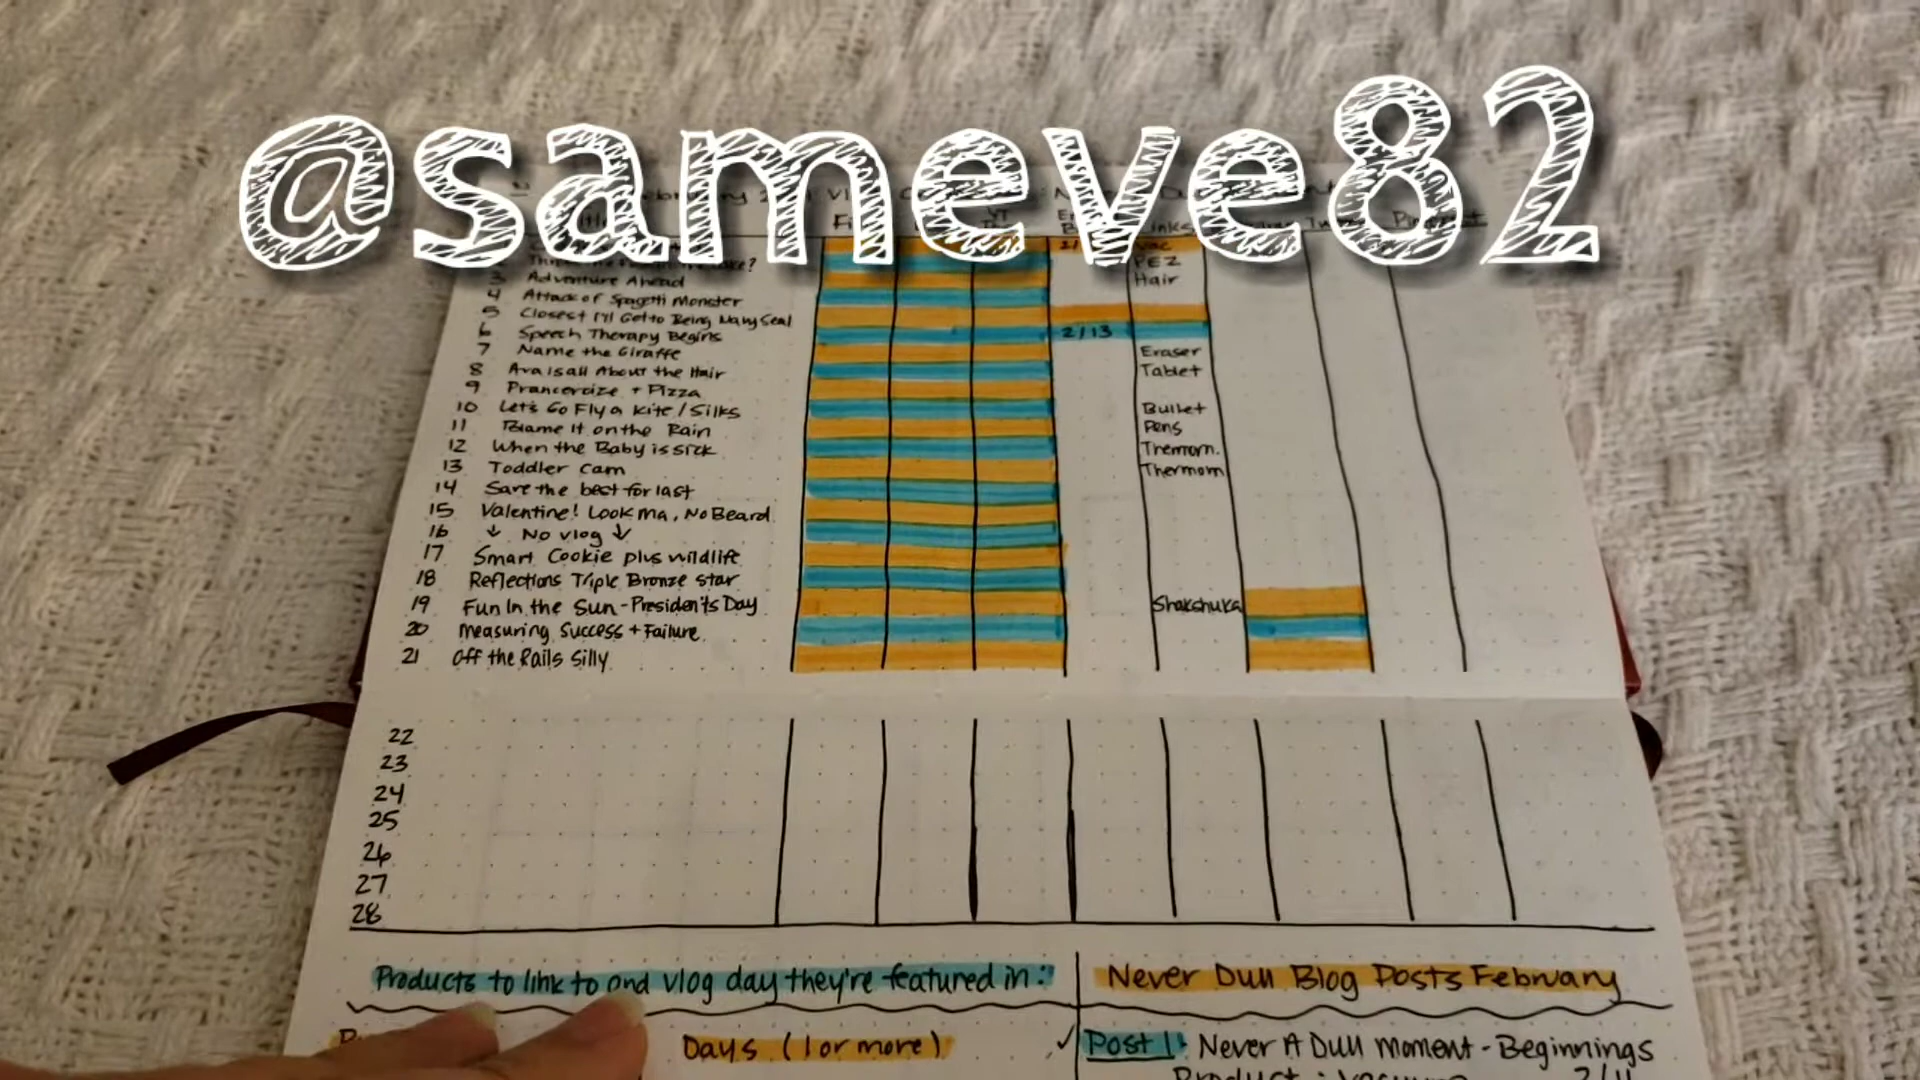 @sameve82
3 Adventure Ahead Hair
PEZ
4 Attack of Spagetti Monster
5 Closest I'll Get to Being Navy Seal
6 Speech Therapy Begins 2/13
7 Name the Giraffe Eraser
8 Ava is all About the Hair Tablet
9 Prancercize + Pizza
10 Let's Go Fly a Kite / Silks Bullet
11 Blame It on the Rain Pens
12 When the Baby is sick Themom.
13 Toddler Cam Thermom
14 Save the best for last
15 Valentine! Look ma, No Beard
16 ↓ No vlog ↓
17 Smart Cookie plus wildlife
18 Reflections Triple Bronze star
19 Fun In the Sun - President's Day Shakshuka
20 measuring Success + Failure
21 Off the Rails Silly
22
23
24
25
26
27
28
Products to link to and vlog day they're featured in: Never Dull Blog Posts February
Days (1 or more) ✓ Post 1: Never A Dull moment - Beginnings
Product: vacuum 2/11